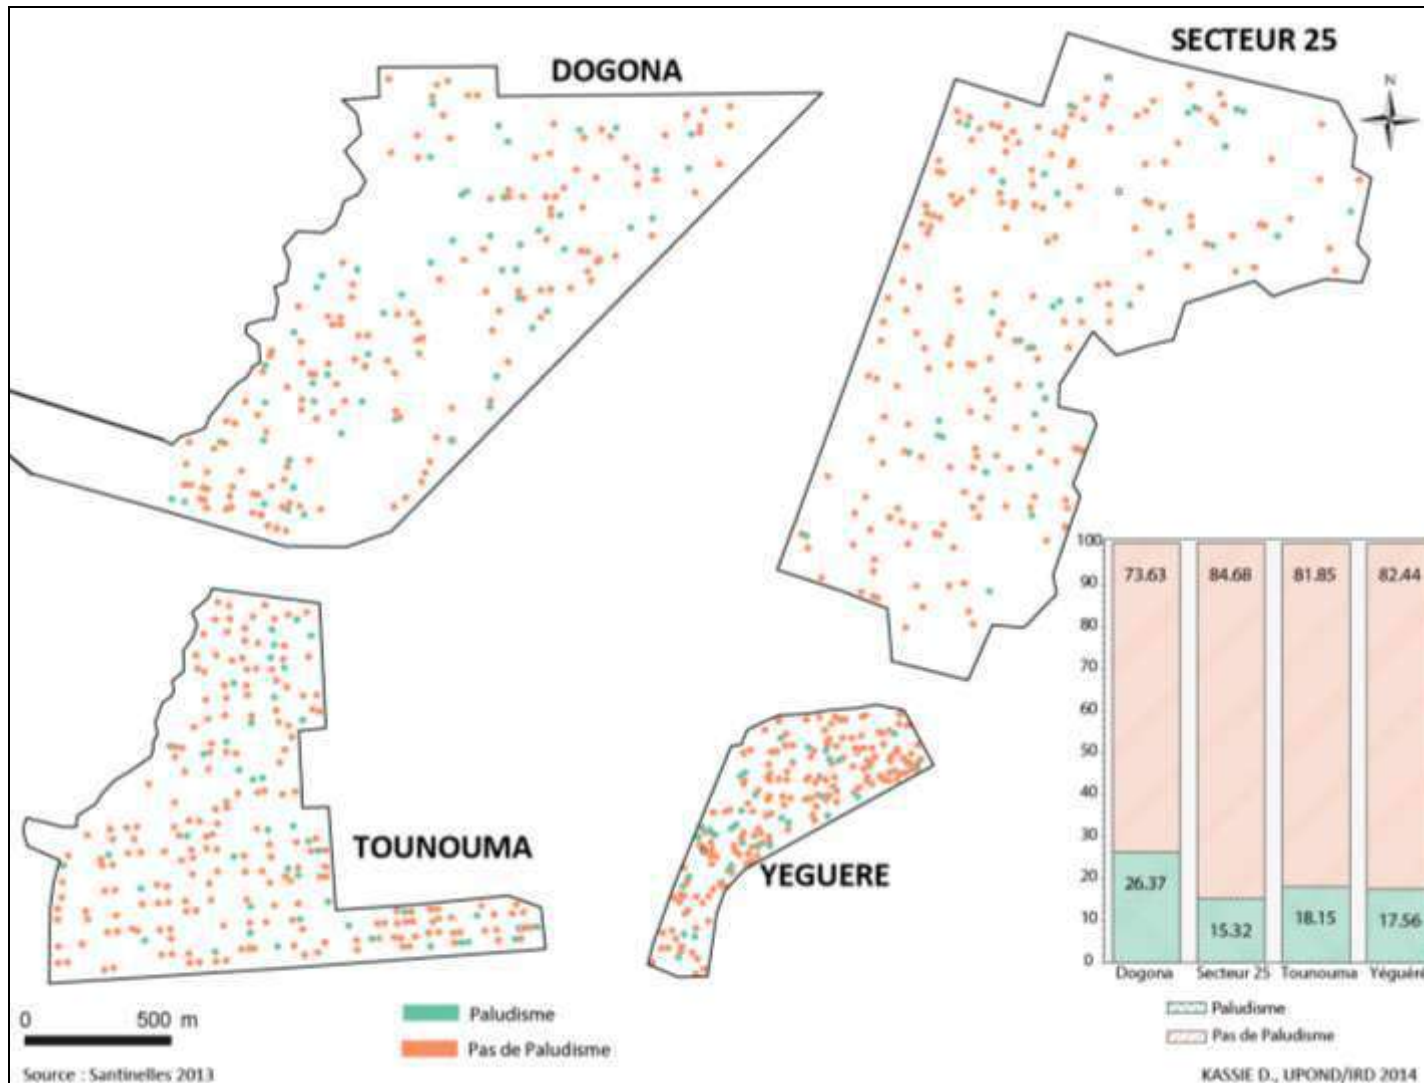 DOGONA
SECTEUR 25
N
TOUNOUMA
YEGUERE
100
90
80
70
60
50
40
30
20
10
0
73.63
84.68
81.85
82.44
26.37
15.32
18.15
17.56
Dogona
Secteur 25
Tounouma
Yéguéré
Paludisme
Pas de Paludisme
0 500 m
Paludisme
Pas de Paludisme
Source : Santinelles 2013
KASSIE D., UPOND/IRD 2014